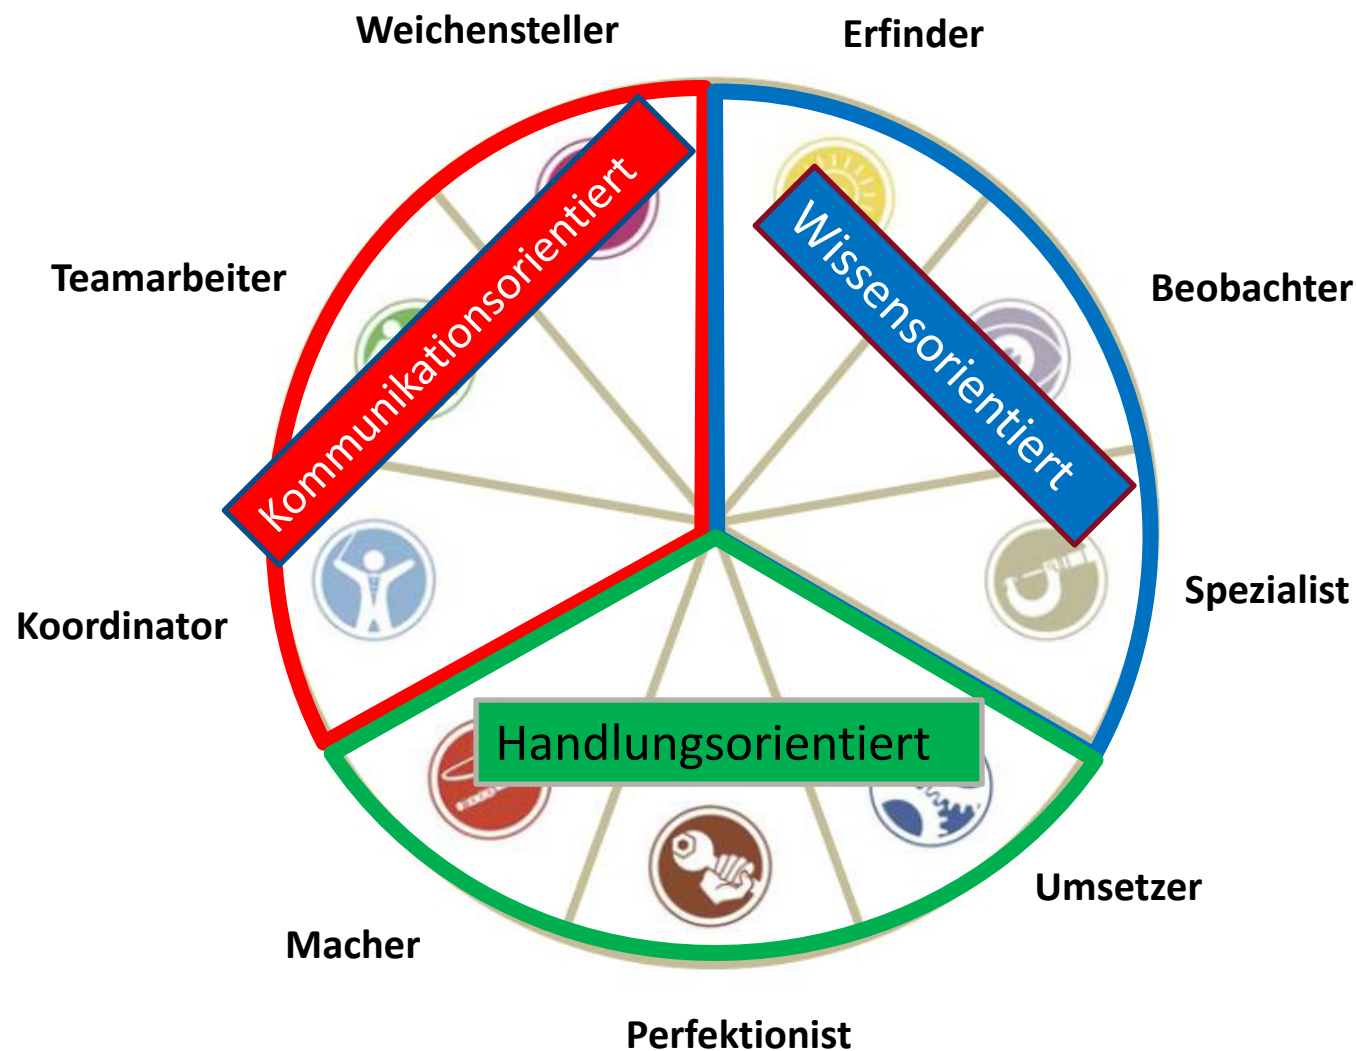 Weichensteller
Erfinder
Kommunikationsorientiert
Wissensorientiert
Teamarbeiter
Beobachter
Koordinator
Spezialist
Handlungsorientiert
Umsetzer
Macher
Perfektionist